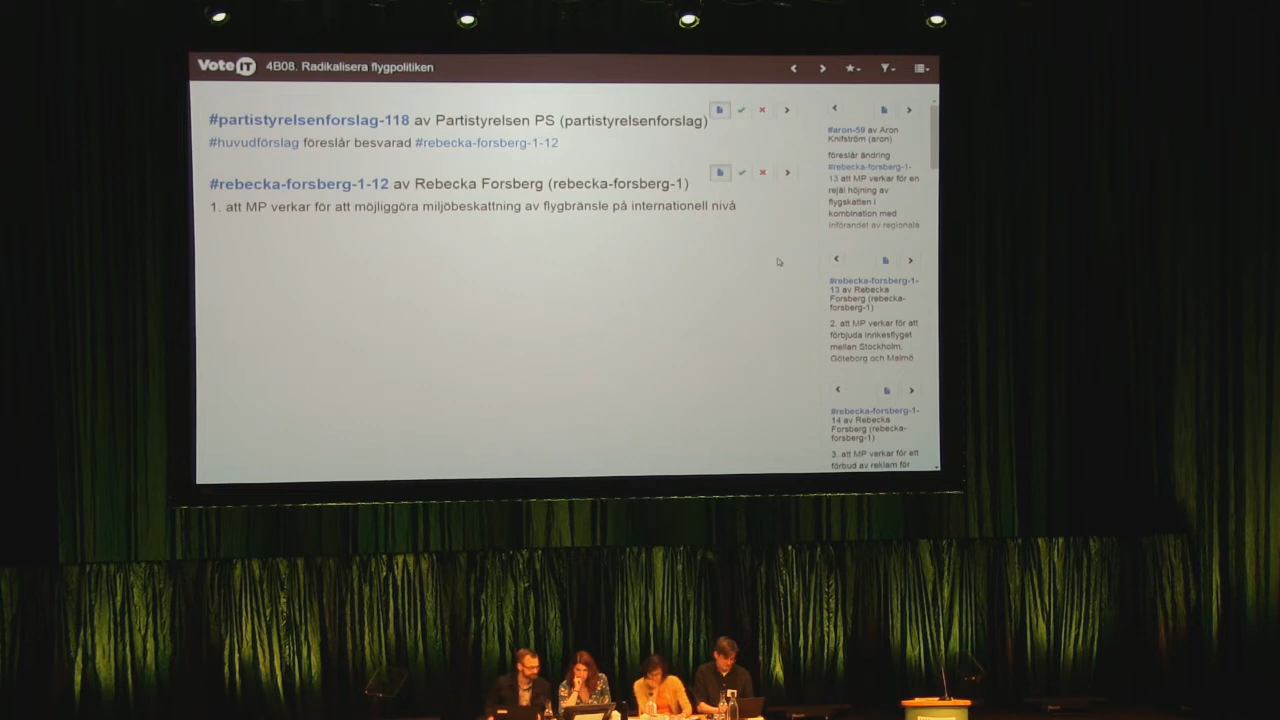 VoteIT 4B08. Radikalisera flygpolitiken
#partistyrelsenforslag-118 av Partistyrelsen PS (partistyrelsenforslag)
#huvudförslag föreslår besvarad #rebecka-forsberg-1-12
#rebecka-forsberg-1-12 av Rebecka Forsberg (rebecka-forsberg-1)
1. att MP verkar för att möjliggöra miljöbeskattning av flygbränsle på internationell nivå
#aron-59 av Aron
Knifström (aron)
föreslår ändring
#rebecka-forsberg-1-
13 att MP verkar för en
rejäl höjning av
flygskatten i
kombination med
införandet av regionala
#rebecka-forsberg-1-
13 av Rebecka
Forsberg (rebecka-
forsberg-1)
2. att MP verkar för att
förbjuda inrikesflyget
mellan Stockholm,
Göteborg och Malmö
#rebecka-forsberg-1-
14 av Rebecka
Forsberg (rebecka-
forsberg-1)
3. att MP verkar för ett
förbud av reklam för